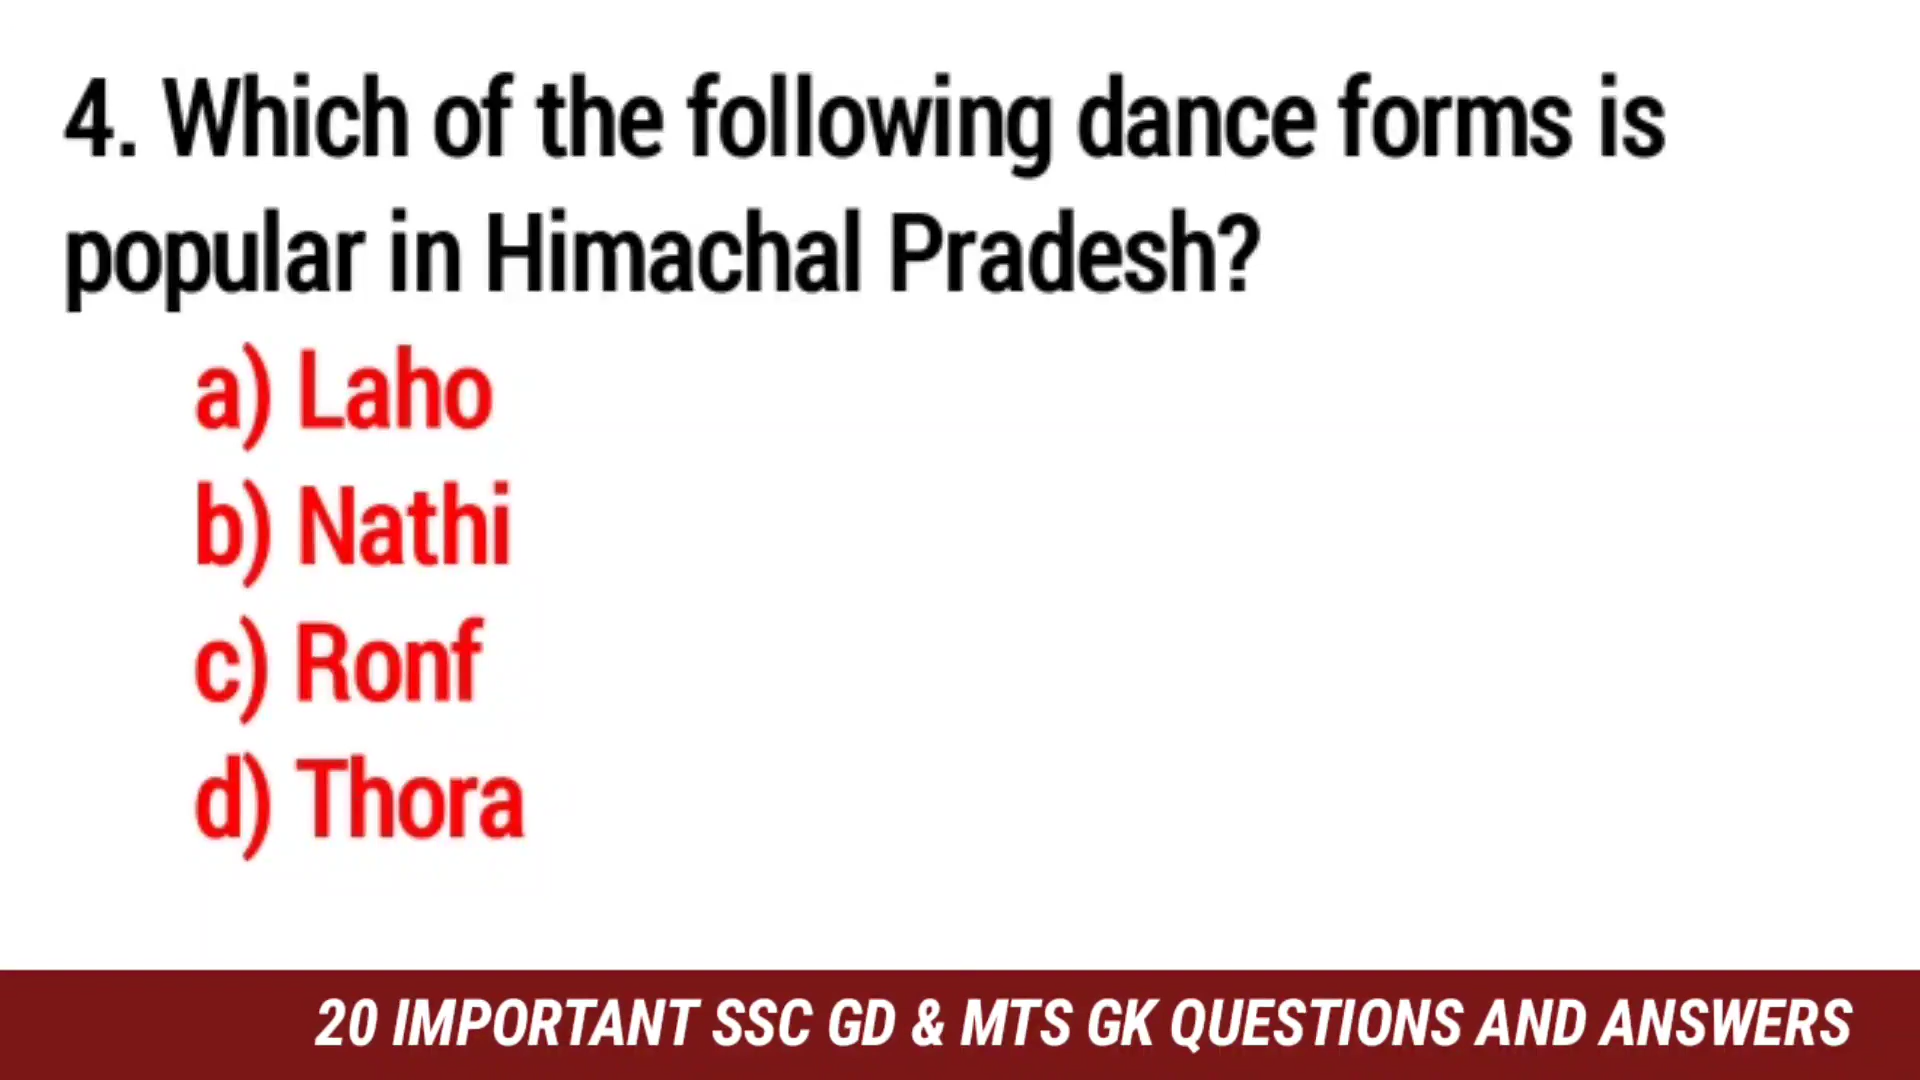 4. Which of the following dance forms is
popular in Himachal Pradesh?
a) Laho
b) Nathi
c) Ronf
d) Thora
20 IMPORTANT SSC GD & MTS GK QUESTIONS AND ANSWERS